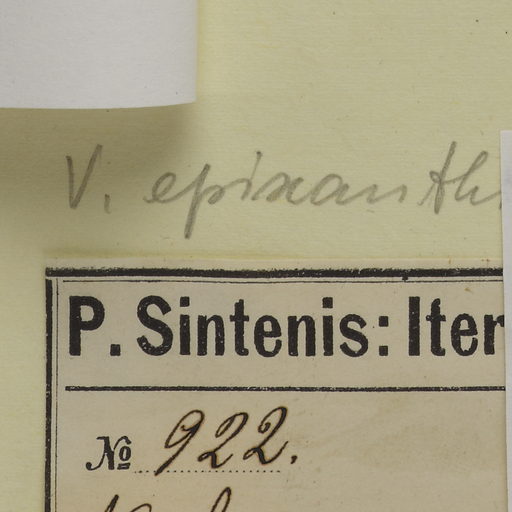 V. epixanth
P. Sintenis: Iter
№ 922.